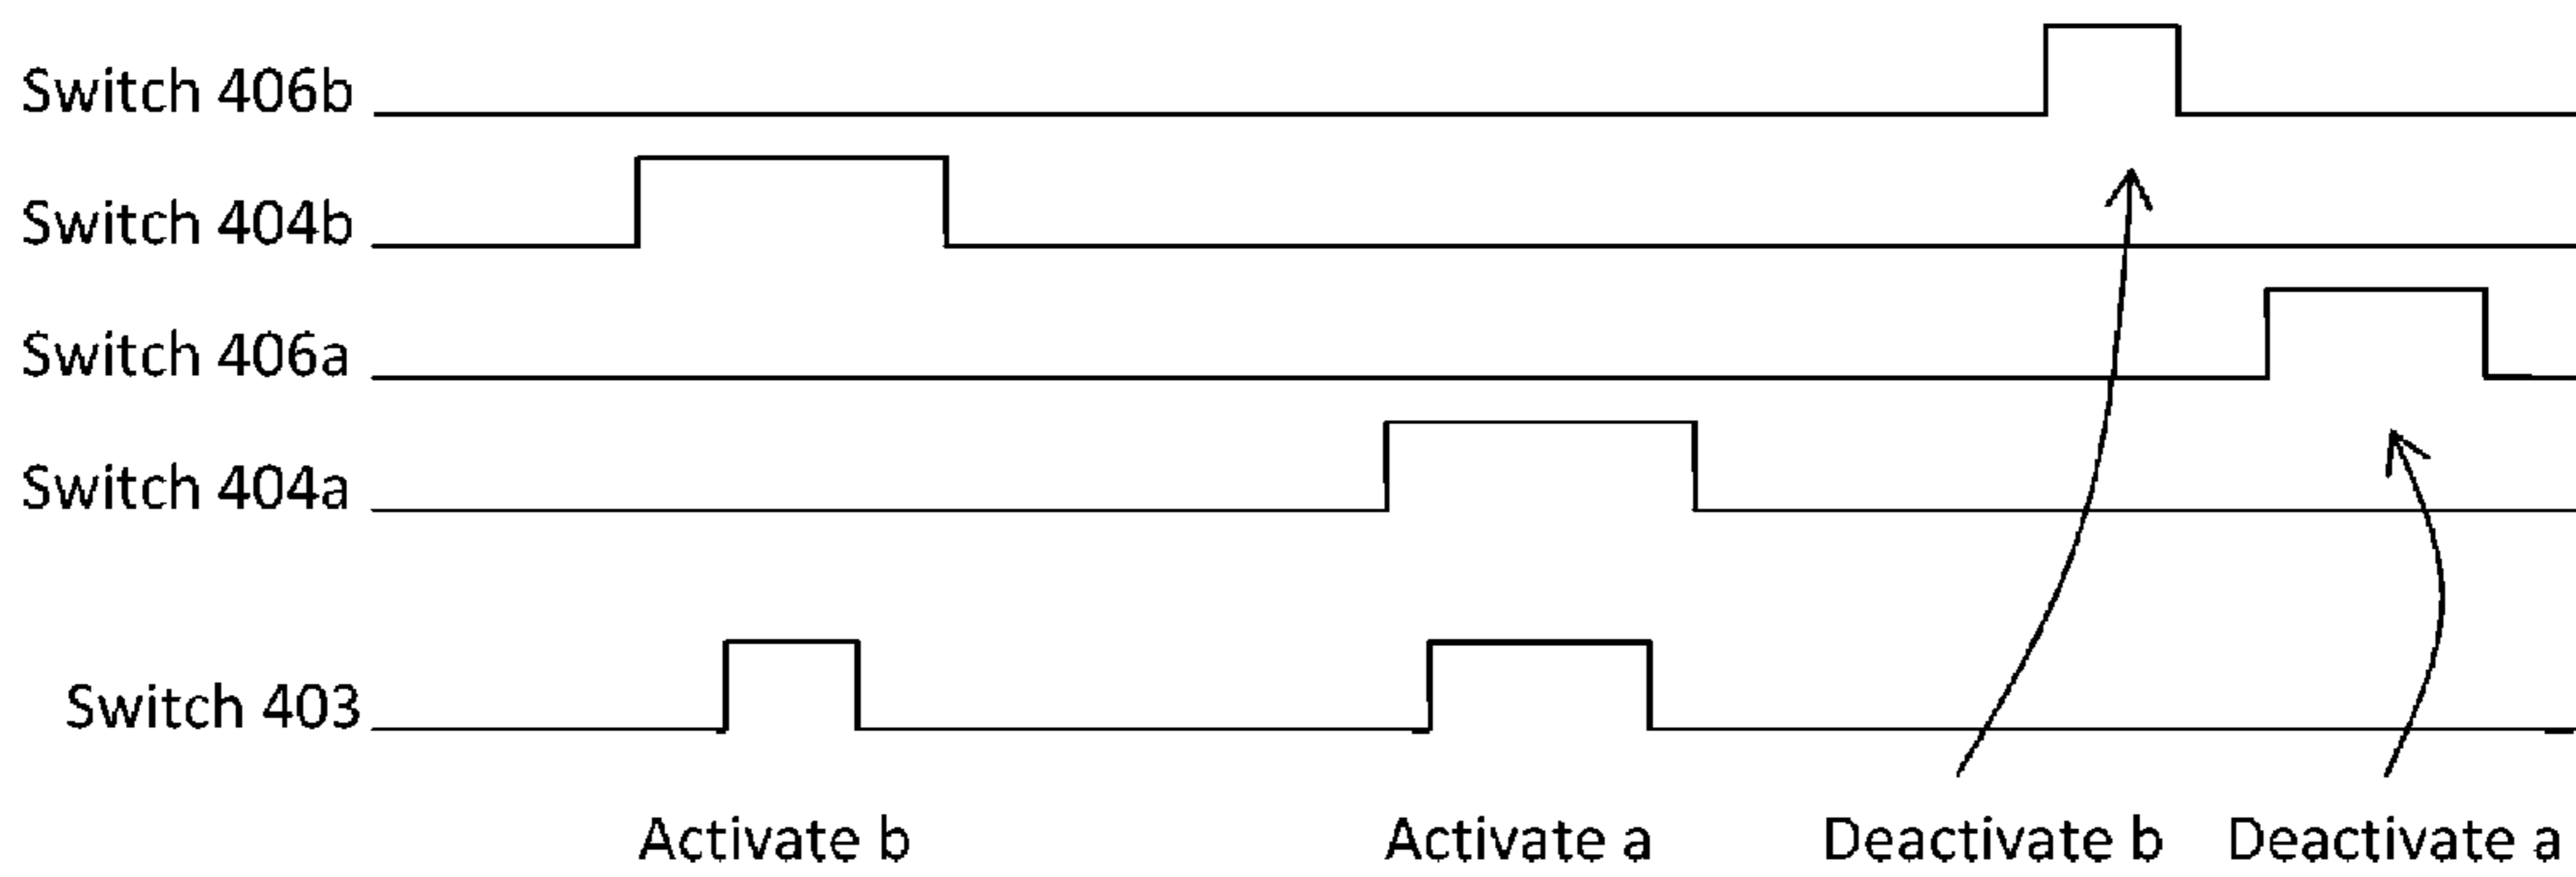 Switch 406b
Switch 404b
Switch 406a
Switch 404a
Switch 403
Activate b Activate a Deactivate b Deactivate a